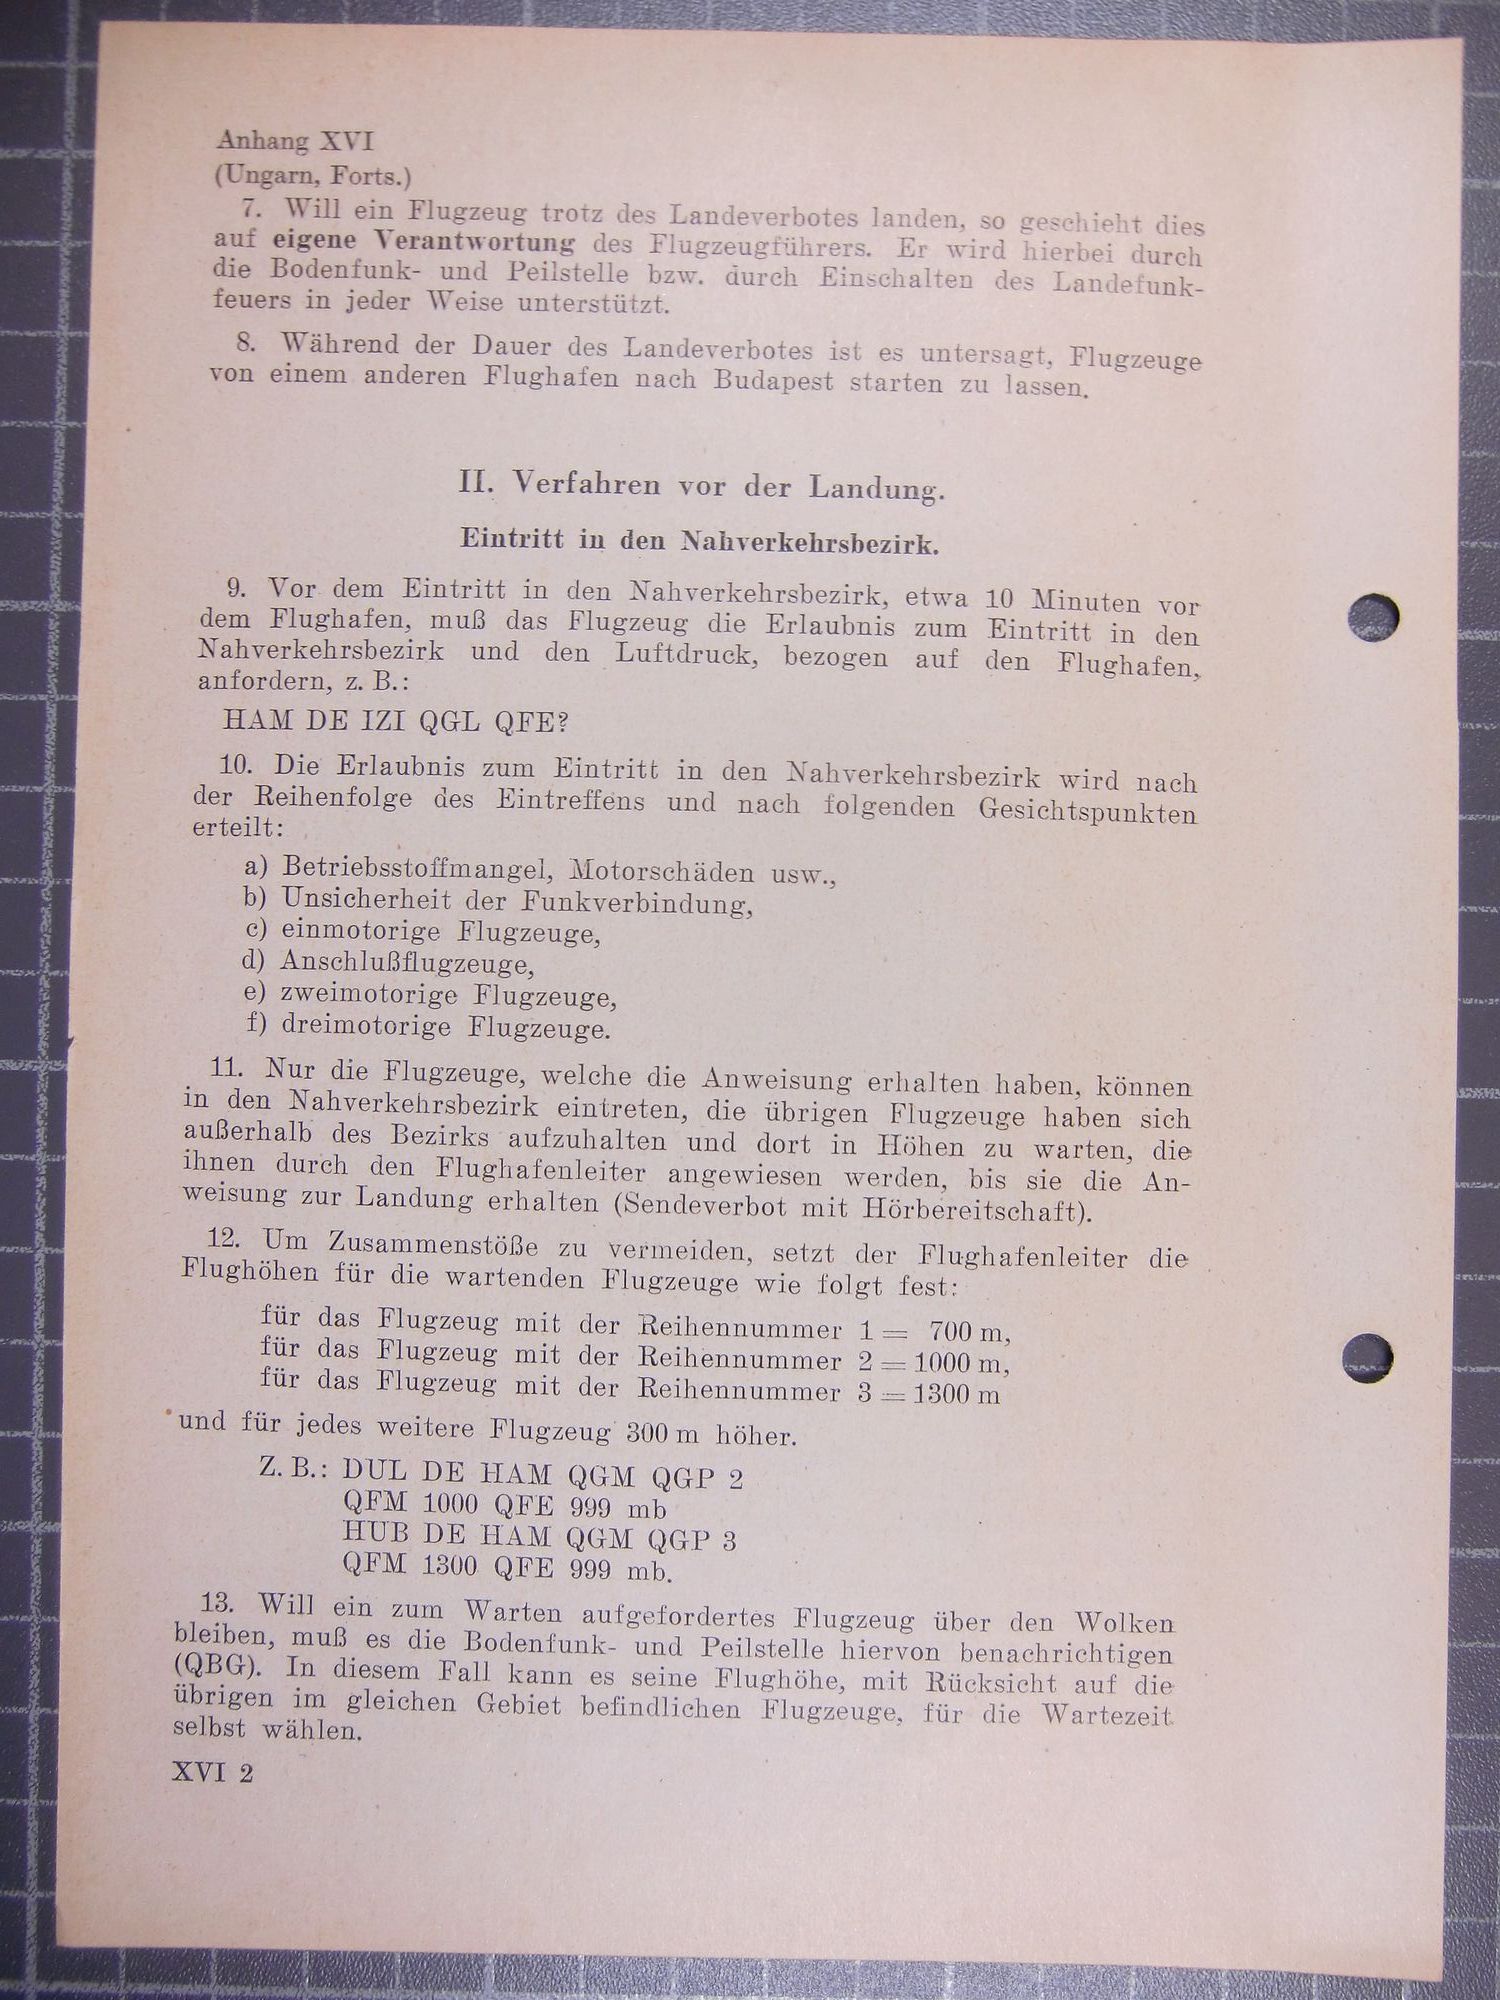 Anhang XVI
(Ungarn, Forts.)
7. Will ein Flugzeug trotz des Landeverbotes landen, so geschieht dies
auf eigene Verantwortung des Flugzeugführers. Er wird hierbei durch
die Bodenfunk- und Peilstelle bzw. durch Einschalten des Landefunk-
feuers in jeder Weise unterstützt.
8. Während der Dauer des Landeverbotes ist es untersagt, Flugzeuge
von einem anderen Flughafen nach Budapest starten zu lassen.
II. Verfahren vor der Landung.
Eintritt in den Nahverkehrsbezirk.
9. Vor dem Eintritt in den Nahverkehrsbezirk, etwa 10 Minuten vor
dem Flughafen, muß das Flugzeug die Erlaubnis zum Eintritt in den
Nahverkehrsbezirk und den Luftdruck, bezogen auf den Flughafen,
anfordern, z. B.:
HAM DE IZI QGL QFE?
10. Die Erlaubnis zum Eintritt in den Nahverkehrsbezirk wird nach
der Reihenfolge des Eintreffens und nach folgenden Gesichtspunkten
erteilt:
a) Betriebsstoffmangel, Motorschäden usw.,
b) Unsicherheit der Funkverbindung,
c) einmotorige Flugzeuge,
d) Anschlußflugzeuge,
e) zweimotorige Flugzeuge,
f) dreimotorige Flugzeuge.
11. Nur die Flugzeuge, welche die Anweisung erhalten haben, können
in den Nahverkehrsbezirk eintreten, die übrigen Flugzeuge haben sich
außerhalb des Bezirks aufzuhalten und dort in Höhen zu warten, die
ihnen durch den Flughafenleiter angewiesen werden, bis sie die An-
weisung zur Landung erhalten (Sendeverbot mit Hörbereitschaft).
12. Um Zusammenstöße zu vermeiden, setzt der Flughafenleiter die
Flughöhen für die wartenden Flugzeuge wie folgt fest:
für das Flugzeug mit der Reihennummer 1 = 700 m,
für das Flugzeug mit der Reihennummer 2 = 1000 m,
für das Flugzeug mit der Reihennummer 3 = 1300 m
und für jedes weitere Flugzeug 300 m höher.
Z. B.: DUL DE HAM QGM QGP 2
QFM 1000 QFE 999 mb
HUB DE HAM QGM QGP 3
QFM 1300 QFE 999 mb.
13. Will ein zum Warten aufgefordertes Flugzeug über den Wolken
bleiben, muß es die Bodenfunk- und Peilstelle hiervon benachrichtigen
(QBG). In diesem Fall kann es seine Flughöhe, mit Rücksicht auf die
übrigen im gleichen Gebiet befindlichen Flugzeuge, für die Wartezeit
selbst wählen.
XVI 2